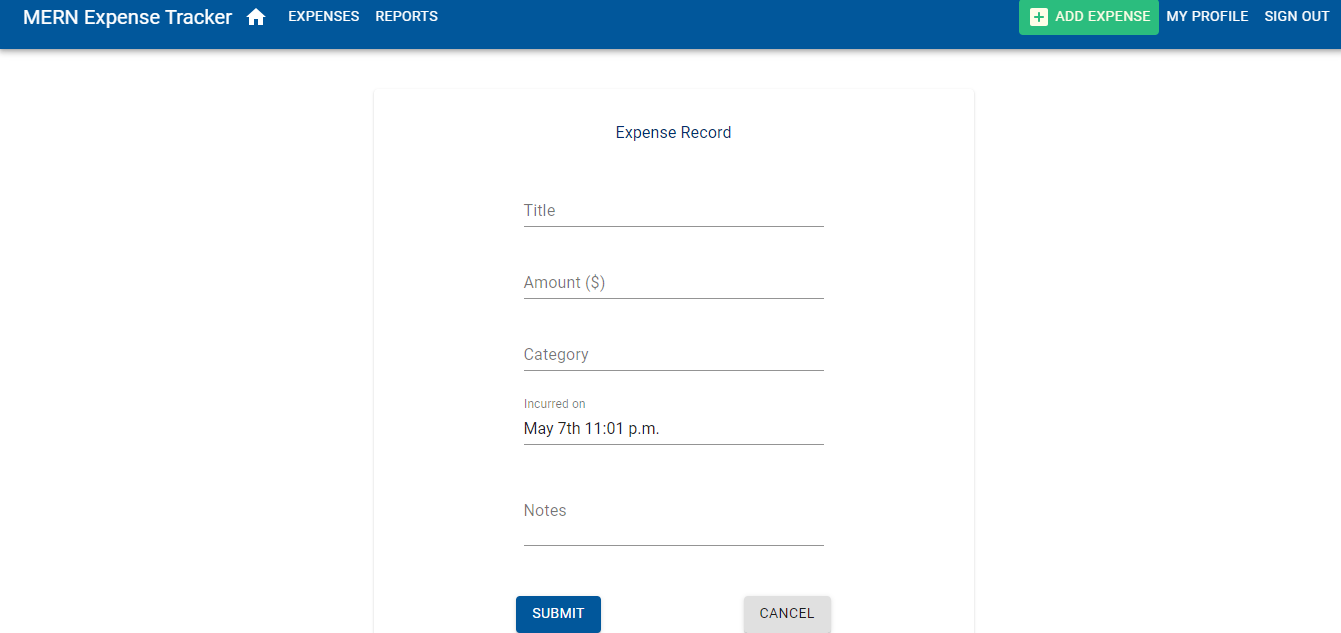 MERN Expense Tracker EXPENSES REPORTS ADD EXPENSE MY PROFILE SIGN OUT
Expense Record
Title
Amount ($)
Category
Incurred on
May 7th 11:01 p.m.
Notes
SUBMIT CANCEL